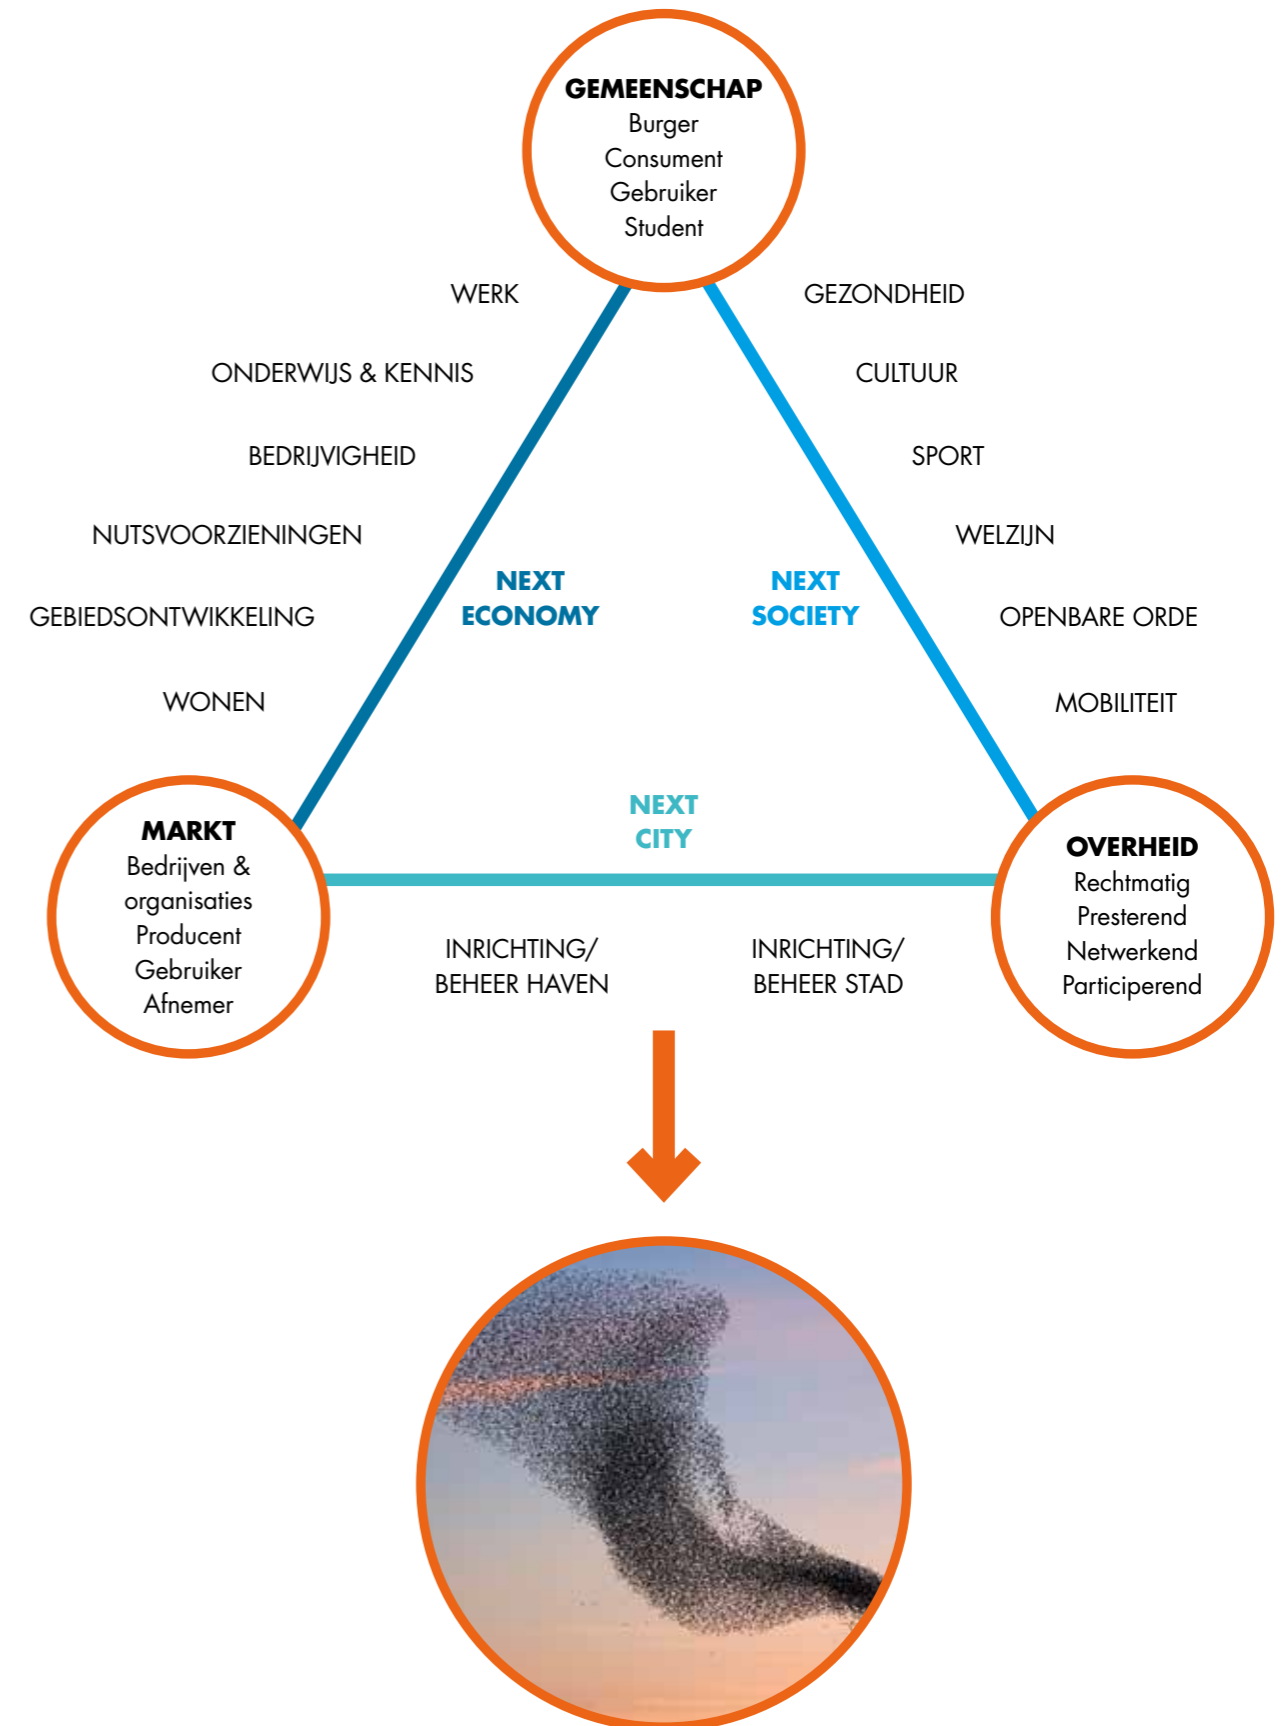 GEMEENSCHAP
Burger
Consument
Gebruiker
Student
WERK
GEZONDHEID
ONDERWIJS & KENNIS
CULTUUR
BEDRIJVIGHEID
SPORT
NUTSVOORZIENINGEN
WELZIJN
NEXT
ECONOMY
NEXT
SOCIETY
GEBIEDSONTWIKKELING
OPENBARE ORDE
WONEN
MOBILITEIT
NEXT
CITY
MARKT
Bedrijven &
organisaties
Producent
Gebruiker
Afnemer
OVERHEID
Rechtmatig
Presterend
Netwerkend
Participerend
INRICHTING/
BEHEER HAVEN
INRICHTING/
BEHEER STAD